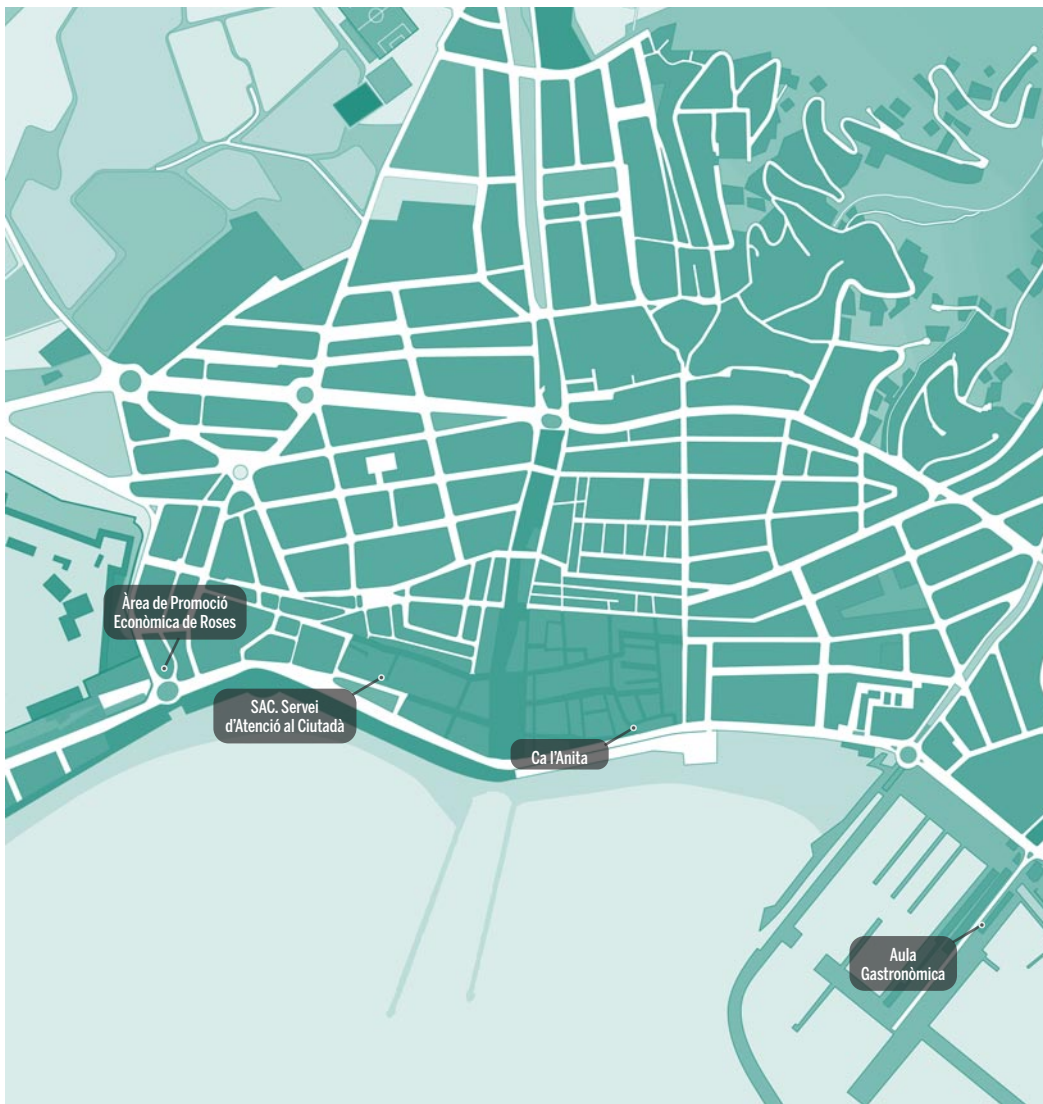 Àrea de Promoció
Econòmica de Roses
SAC. Servei
d'Atenció al Ciutadà
Ca l'Anita
Aula
Gastronòmica